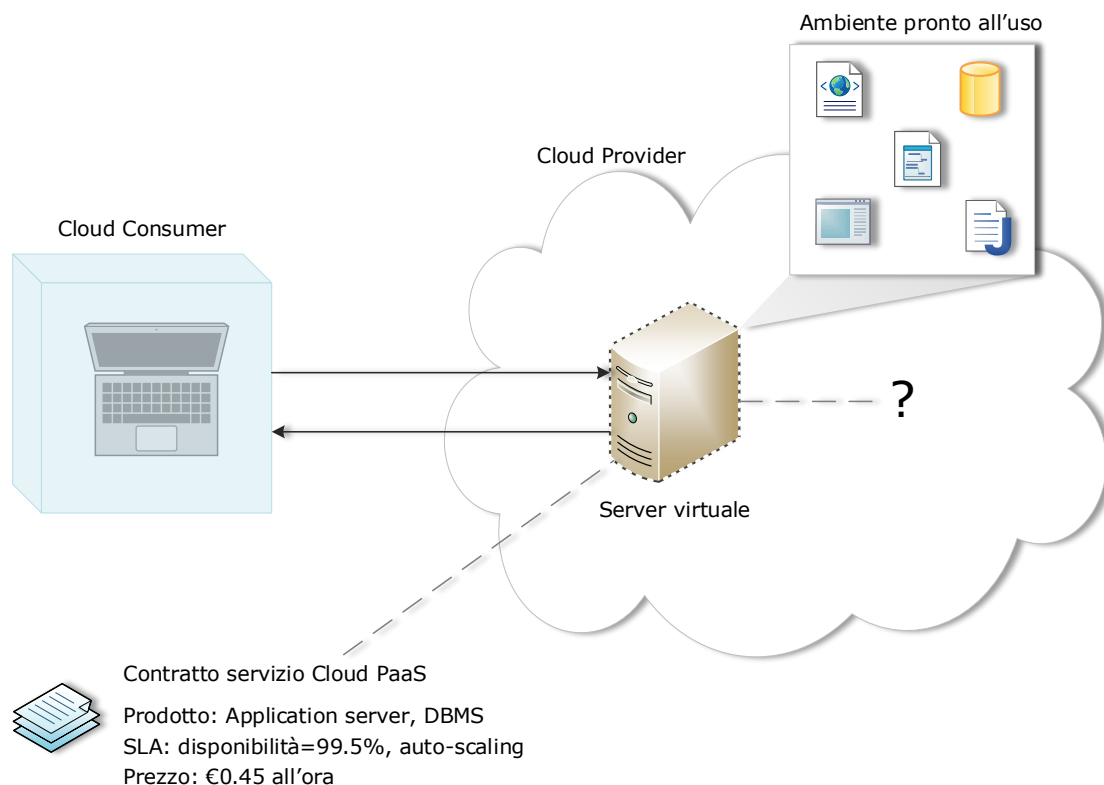 Ambiente pronto all'uso
Cloud Provider
Cloud Consumer
?
Server virtuale
Contratto servizio Cloud PaaS
Prodotto: Application server, DBMS
SLA: disponibilità=99.5%, auto-scaling
Prezzo: €0.45 all'ora